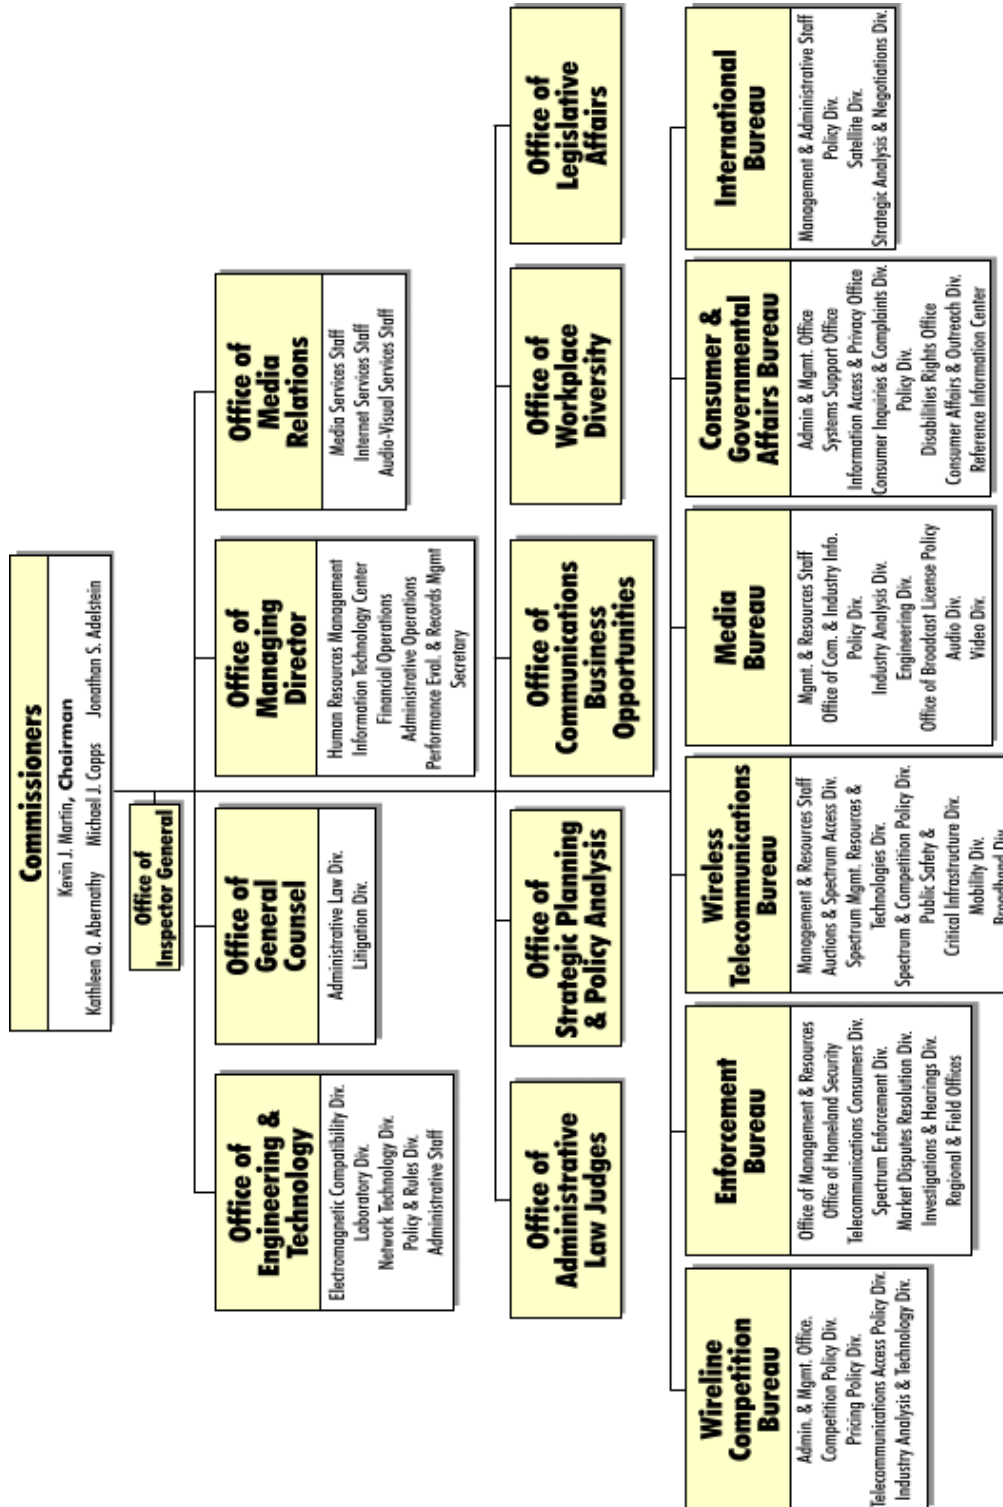 Commissioners
Kevin J. Martin, Chairman
Kathleen Q. Abernathy Michael J. Copps Jonathan S. Adelstein
Office of
Inspector General
Office of
Engineering &
Technology
Electromagnetic Compatibility Div.
Laboratory Div.
Network Technology Div.
Policy & Rules Div.
Administrative Staff
Office of
General
Counsel
Administrative Law Div.
Litigation Div.
Office of
Managing
Director
Human Resources Management
Information Technology Center
Financial Operations
Administrative Operations
Performance Eval. & Records Mgmt
Secretary
Office of
Media
Relations
Media Services Staff
Internet Services Staff
Audio-Visual Services Staff
Office of
Administrative
Law Judges
Office of
Strategic Planning
& Policy Analysis
Office of
Communications
Business
Opportunities
Office of
Workplace
Diversity
Office of
Legislative
Affairs
Wireline
Competition
Bureau
Admin. & Mgmt. Office.
Competition Policy Div.
Pricing Policy Div.
Telecommunications Access Policy Div.
Industry Analysis & Technology Div.
Enforcement
Bureau
Office of Management & Resources
Office of Homeland Security
Telecommunications Consumers Div.
Spectrum Enforcement Div.
Market Disputes Resolution Div.
Investigations & Hearings Div.
Regional & Field Offices
Wireless
Telecommunications
Bureau
Management & Resources Staff
Auctions & Spectrum Access Div.
Spectrum Mgmt. Resources &
Technologies Div.
Spectrum & Competition Policy Div.
Public Safety &
Critical Infrastructure Div.
Mobility Div.
Broadband Div.
Media
Bureau
Mgmt. & Resources Staff
Office of Com. & Industry Info.
Policy Div.
Industry Analysis Div.
Engineering Div.
Office of Broadcast License Policy
Audio Div.
Video Div.
Consumer &
Governmental
Affairs Bureau
Admin & Mgmt. Office
Systems Support Office
Information Access & Privacy Office
Consumer Inquiries & Complaints Div.
Policy Div.
Disabilities Rights Office
Consumer Affairs & Outreach Div.
Reference Information Center
International
Bureau
Management & Administrative Staff
Policy Div.
Satellite Div.
Strategic Analysis & Negotiations Div.